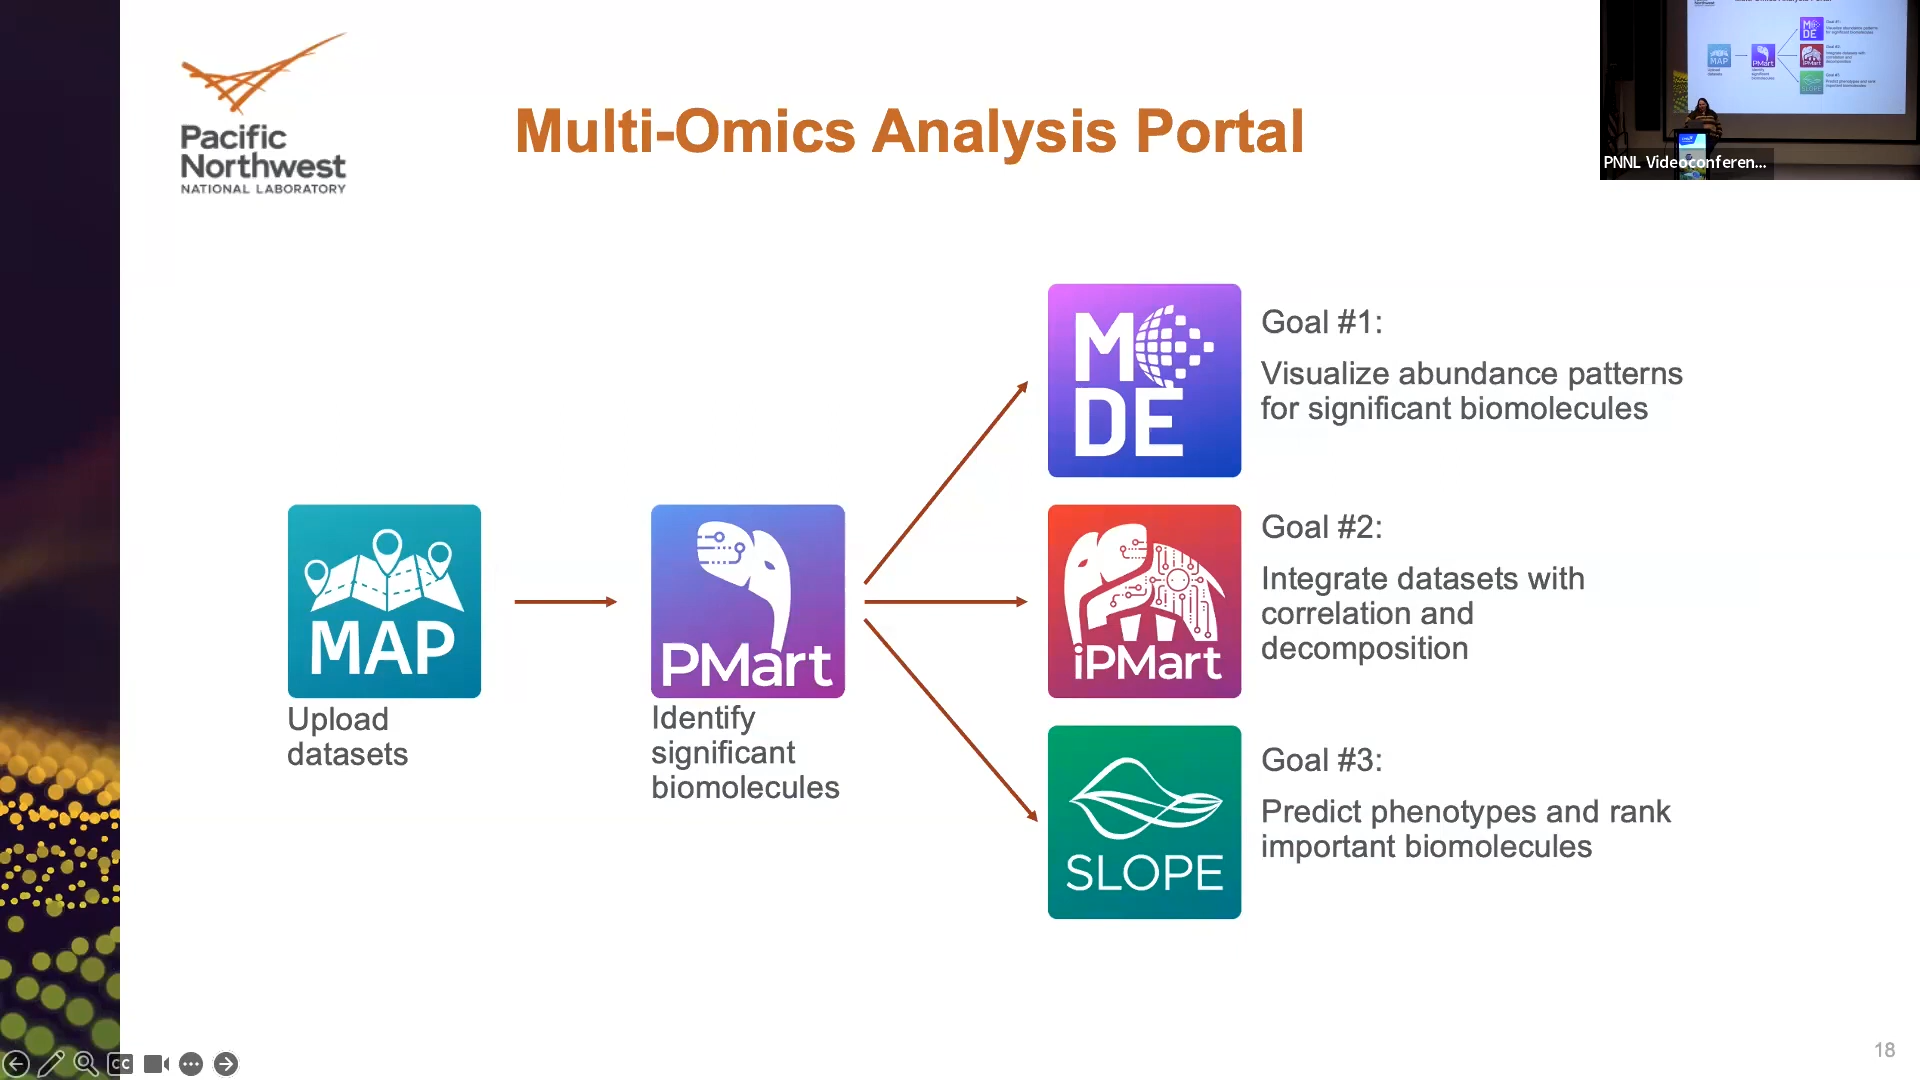 Pacific
Northwest
NATIONAL LABORATORY
Multi-Omics Analysis Portal
PNNL Videoconferen...
MAP
Upload
datasets
PMart
Identify
significant
biomolecules
MODE
Goal #1:
Visualize abundance patterns
for significant biomolecules
iPMart
Goal #2:
Integrate datasets with
correlation and
decomposition
SLOPE
Goal #3:
Predict phenotypes and rank
important biomolecules
CC
18